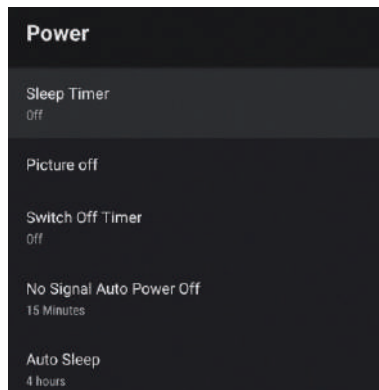 Power
Sleep Timer
Off
Picture off
Switch Off Timer
Off
No Signal Auto Power Off
15 Minutes
Auto Sleep
4 hours